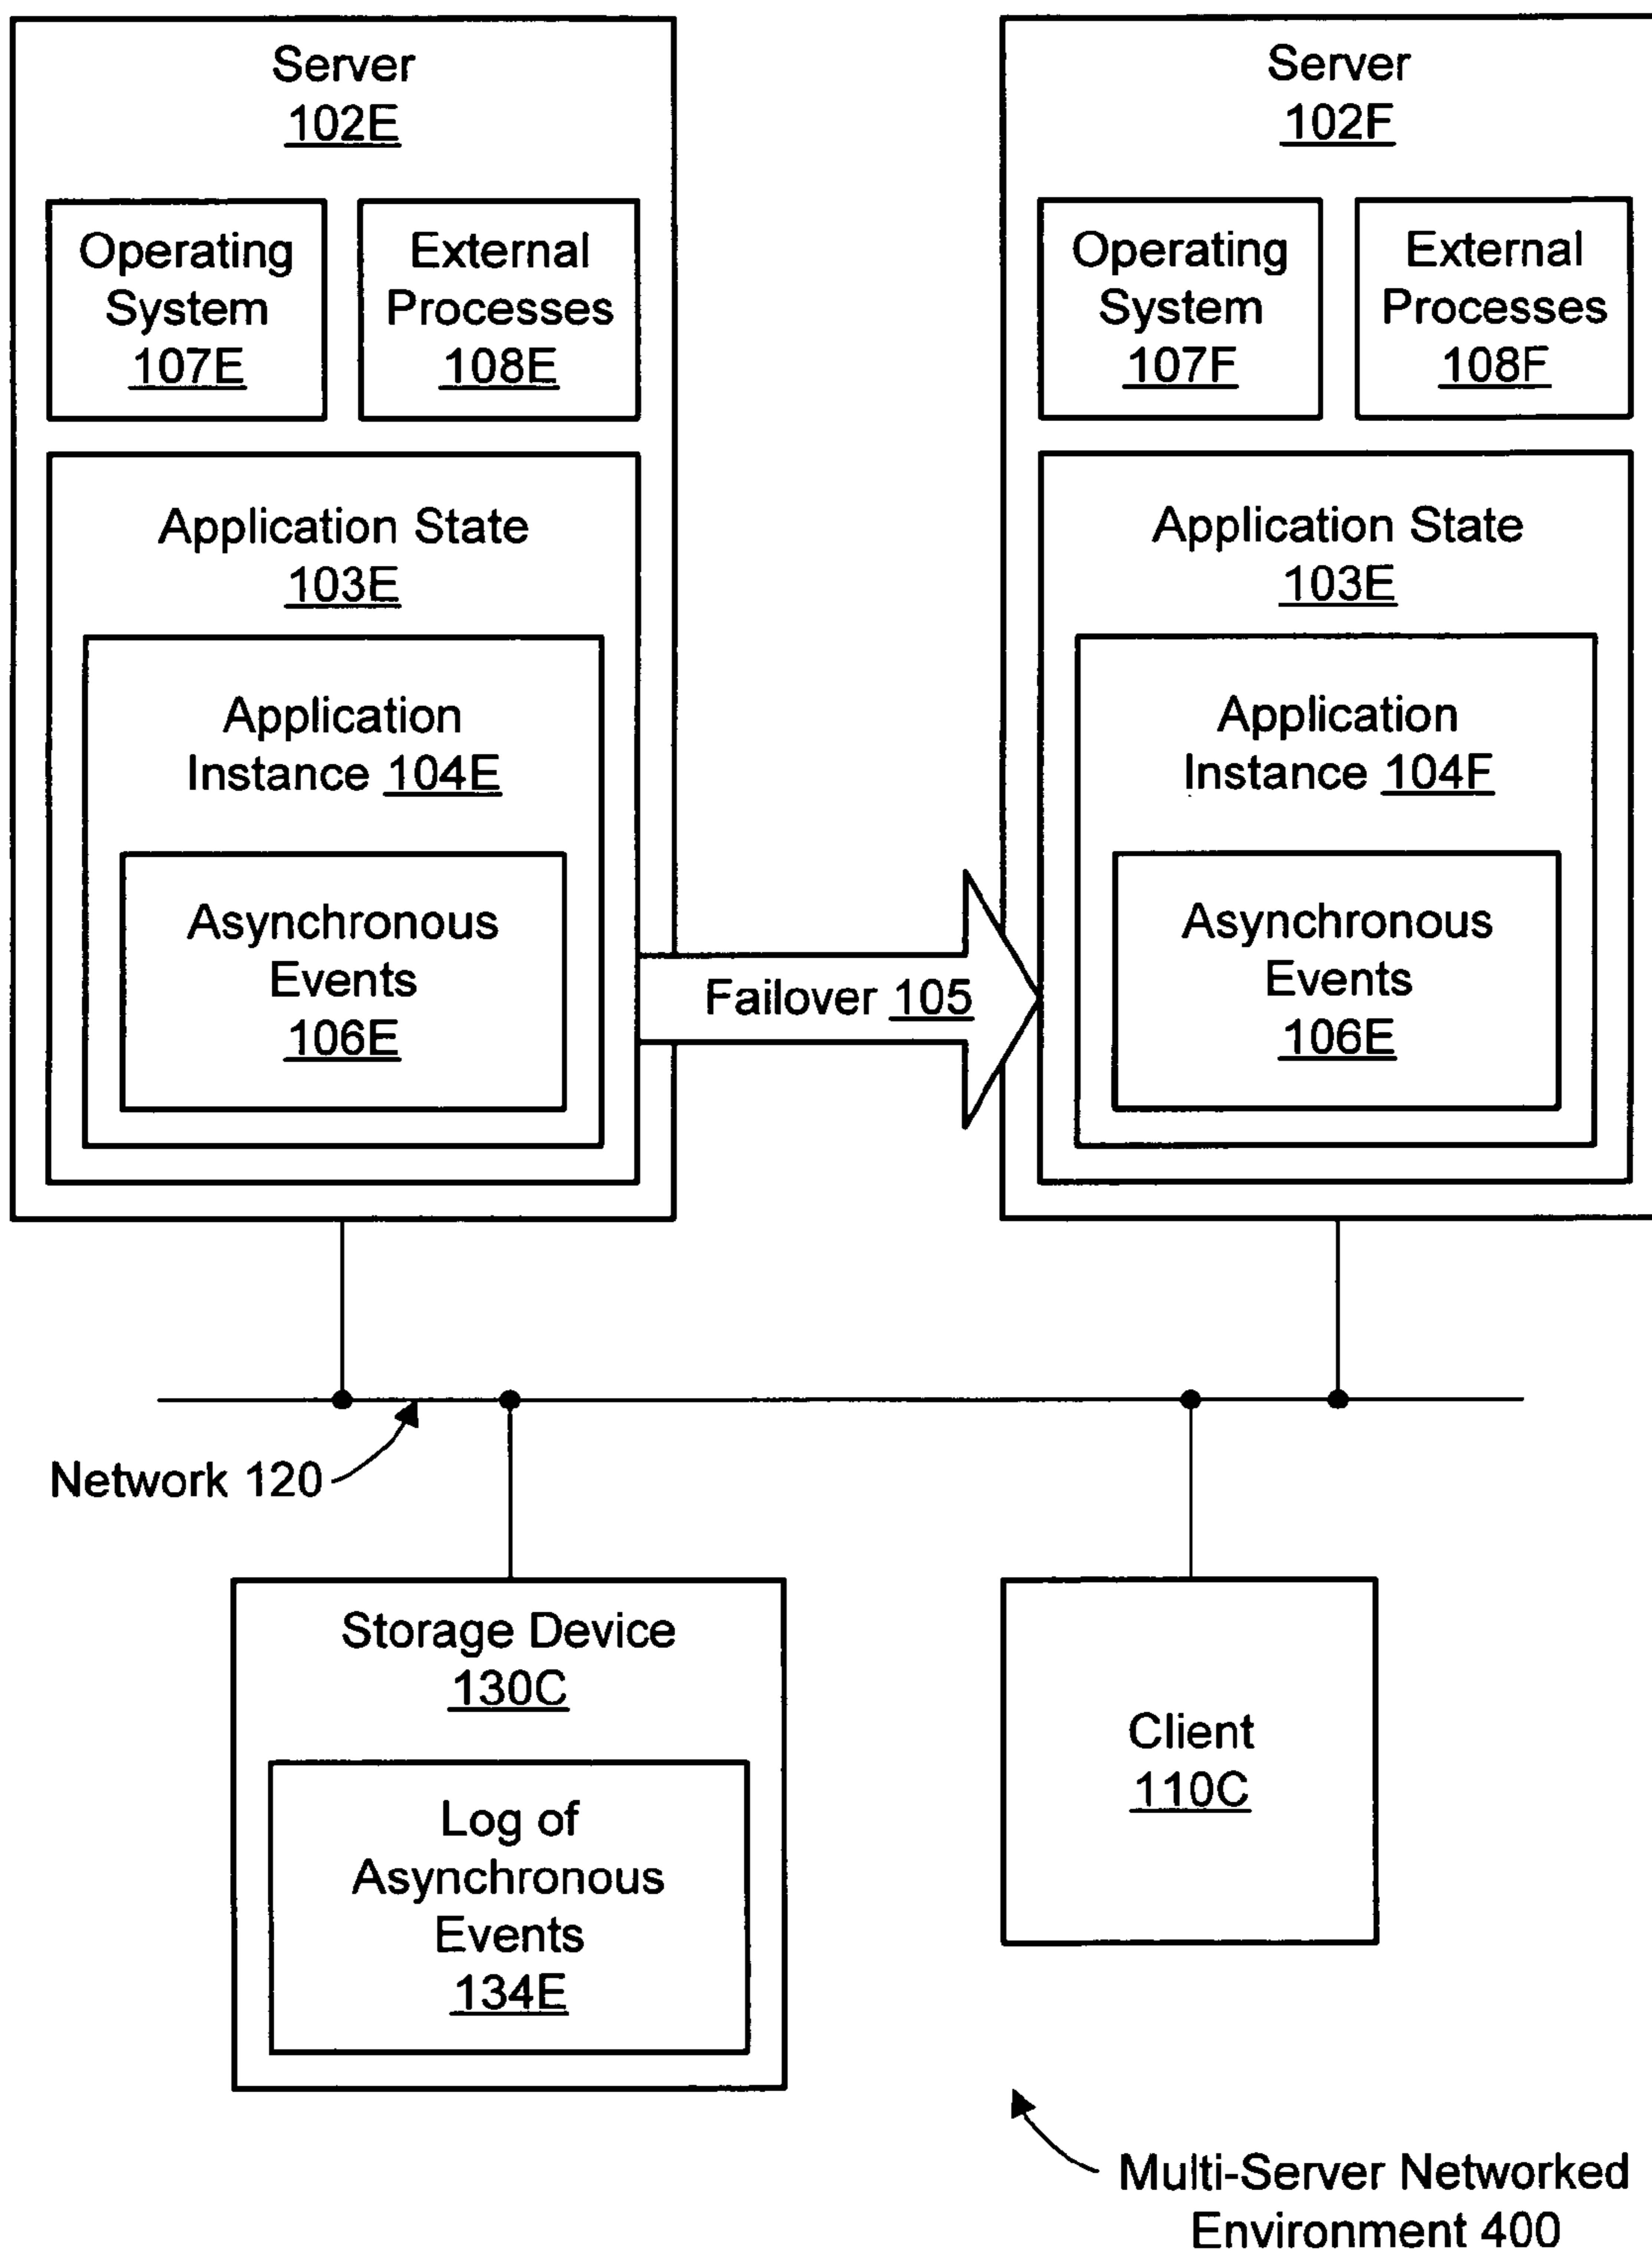 Server
102E
Operating
System
107E
External
Processes
108E
Application State
103E
Application
Instance 104E
Asynchronous
Events
106E
Failover 105
Server
102F
Operating
System
107F
External
Processes
108F
Application State
103E
Application
Instance 104F
Asynchronous
Events
106E
Network 120
Storage Device
130C
Log of
Asynchronous
Events
134E
Client
110C
Multi-Server Networked
Environment 400